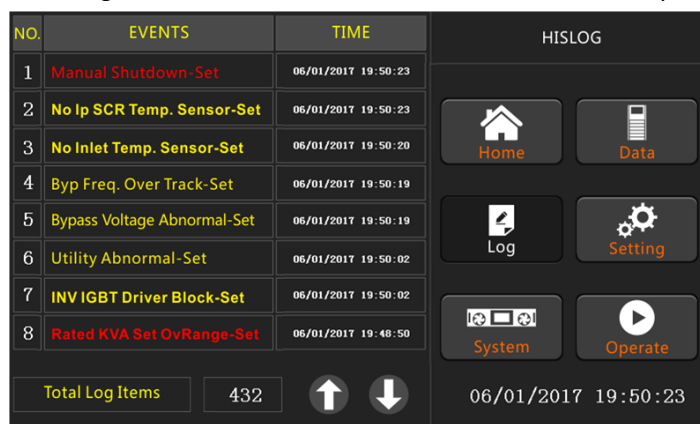 NO. EVENTS TIME
1 Manual Shutdown-Set 06/01/2017 19:50:23
2 No Ip SCR Temp. Sensor-Set 06/01/2017 19:50:23
3 No Inlet Temp. Sensor-Set 06/01/2017 19:50:20
4 Byp Freq. Over Track-Set 06/01/2017 19:50:19
5 Bypass Voltage Abnormal-Set 06/01/2017 19:50:19
6 Utility Abnormal-Set 06/01/2017 19:50:02
7 INV IGBT Driver Block-Set 06/01/2017 19:50:02
8 Rated KVA Set OvRange-Set 06/01/2017 19:48:50
Total Log Items 432
HISLOG
Home Data
Log Setting
System Operate
06/01/2017 19:50:23